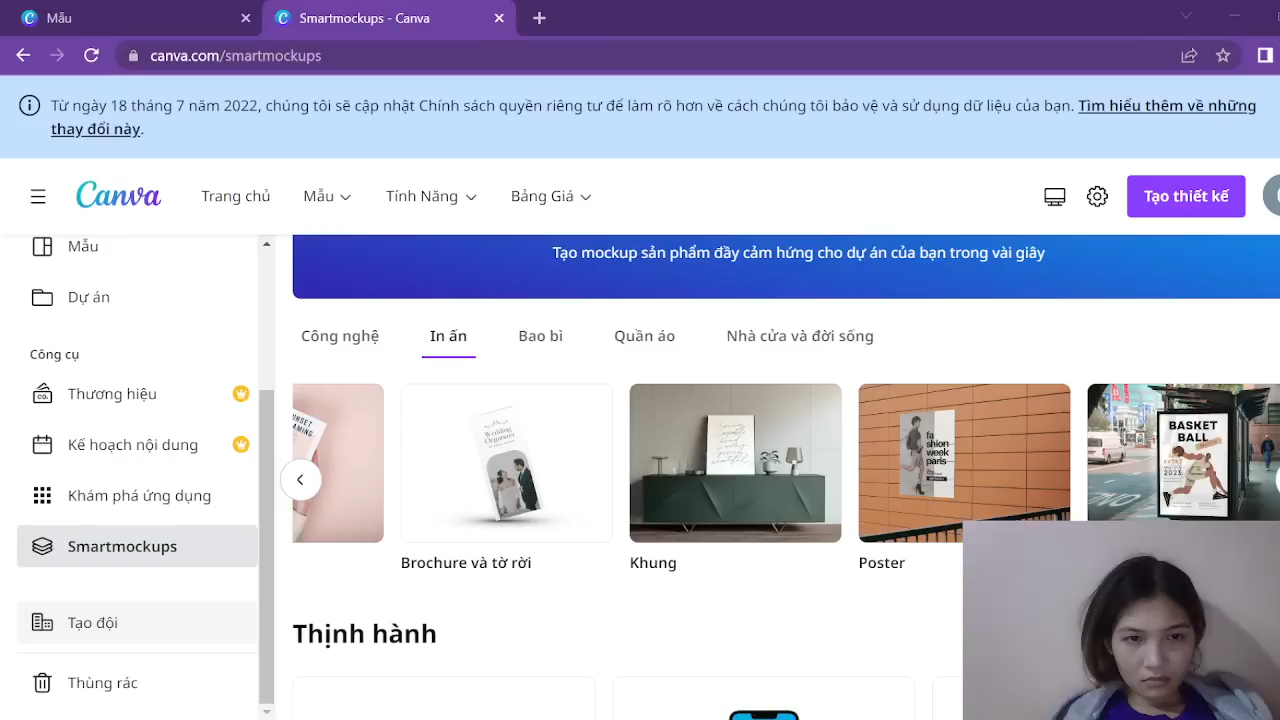 Mẫu
Smartmockups - Canva
canva.com/smartmockups
Từ ngày 18 tháng 7 năm 2022, chúng tôi sẽ cập nhật Chính sách quyền riêng tư để làm rõ hơn về cách chúng tôi bảo vệ và sử dụng dữ liệu của bạn. Tìm hiểu thêm về những
thay đổi này.
Canva Trang chủ Mẫu Tính Năng Bảng Giá Tạo thiết kế
Mẫu
Dự án
Công cụ
Thương hiệu
Kế hoạch nội dung
Khám phá ứng dụng
Smartmockups
Tạo đội
Thùng rác
Tạo mockup sản phẩm đầy cảm hứng cho dự án của bạn trong vài giây
Công nghệ In ấn Bao bì Quần áo Nhà cửa và đời sống
Wedding
Organizer
fa
shion
week
paris
BASKET
BALL
2023
Brochure và tờ rời
Khung
Poster
Thịnh hành